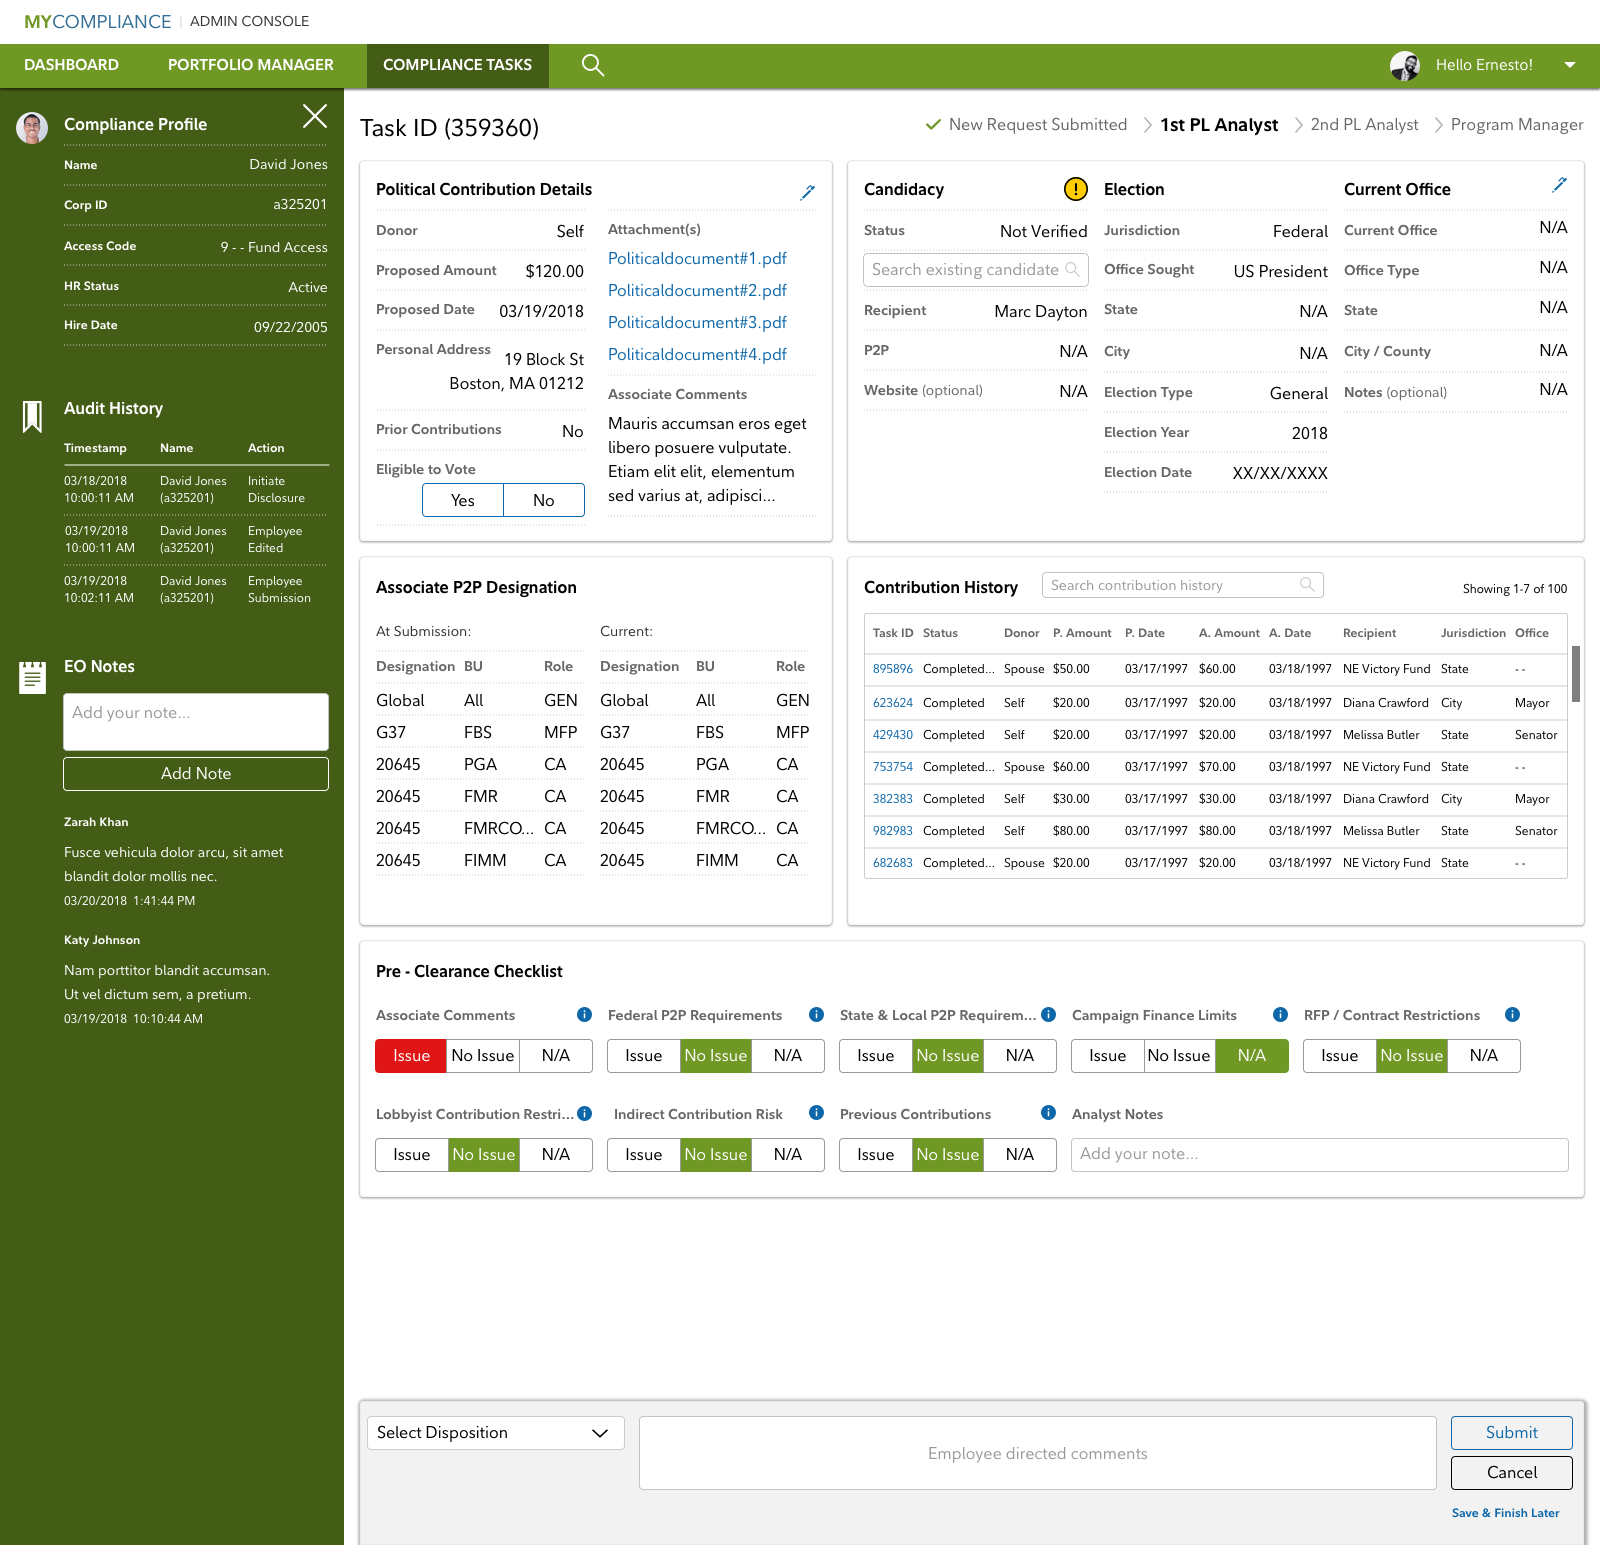 MYCOMPLIANCE | ADMIN CONSOLE
DASHBOARD PORTFOLIO MANAGER COMPLIANCE TASKS Hello Ernesto!
Compliance Profile
Name David Jones
Corp ID a325201
Access Code 9 - - Fund Access
HR Status Active
Hire Date 09/22/2005
Audit History
Timestamp Name Action
03/18/2018 David Jones Initiate
10:00:11 AM (a325201) Disclosure
03/19/2018 David Jones Employee
10:00:11 AM (a325201) Edited
03/19/2018 David Jones Employee
10:02:11 AM (a325201) Submission
EO Notes
Add your note...
Add Note
Zarah Khan
Fusce vehicula dolor arcu, sit amet
blandit dolor mollis nec.
03/20/2018 1:41:44 PM
Katy Johnson
Nam porttitor blandit accumsan.
Ut vel dictum sem, a pretium.
03/19/2018 10:10:44 AM
Task ID (359360)
New Request Submitted 1st PL Analyst 2nd PL Analyst Program Manager
Political Contribution Details
Donor Self
Proposed Amount $120.00
Proposed Date 03/19/2018
Personal Address 19 Block St
Boston, MA 01212
Prior Contributions No
Eligible to Vote
Yes No
Attachment(s)
Politicaldocument#1.pdf
Politicaldocument#2.pdf
Politicaldocument#3.pdf
Politicaldocument#4.pdf
Associate Comments
Mauris accumsan eros eget
libero posuere vulputate.
Etiam elit elit, elementum
sed varius at, adipisci...
Candidacy !
Status Not Verified
Search existing candidate
Recipient Marc Dayton
P2P N/A
Website (optional) N/A
Election
Jurisdiction Federal
Office Sought US President
State N/A
City N/A
Election Type General
Election Year 2018
Election Date XX/XX/XXXX
Current Office
Current Office N/A
Office Type N/A
State N/A
City / County N/A
Notes (optional) N/A
Associate P2P Designation
At Submission: Current:
Designation BU Role Designation BU Role
Global All GEN Global All GEN
G37 FBS MFP G37 FBS MFP
20645 PGA CA 20645 PGA CA
20645 FMR CA 20645 FMR CA
20645 FMRCO... CA 20645 FMRCO... CA
20645 FIMM CA 20645 FIMM CA
Contribution History Search contribution history Showing 1-7 of 100
Task ID Status Donor P. Amount P. Date A. Amount A. Date Recipient Jurisdiction Office
895896 Completed... Spouse $50.00 03/17/1997 $60.00 03/18/1997 NE Victory Fund State - -
623624 Completed Self $20.00 03/17/1997 $20.00 03/18/1997 Diana Crawford City Mayor
429430 Completed Self $20.00 03/17/1997 $20.00 03/18/1997 Melissa Butler State Senator
753754 Completed... Spouse $60.00 03/17/1997 $70.00 03/18/1997 NE Victory Fund State - -
382383 Completed Self $30.00 03/17/1997 $30.00 03/18/1997 Diana Crawford City Mayor
982983 Completed Self $80.00 03/17/1997 $80.00 03/18/1997 Melissa Butler State Senator
682683 Completed... Spouse $20.00 03/17/1997 $20.00 03/18/1997 NE Victory Fund State - -
Pre - Clearance Checklist
Associate Comments i Federal P2P Requirements i State & Local P2P Requirem... i Campaign Finance Limits i RFP / Contract Restrictions i
Issue No Issue N/A Issue No Issue N/A Issue No Issue N/A Issue No Issue N/A Issue No Issue N/A
Lobbyist Contribution Restri... i Indirect Contribution Risk i Previous Contributions i Analyst Notes
Issue No Issue N/A Issue No Issue N/A Issue No Issue N/A Add your note...
Select Disposition
Employee directed comments
Submit
Cancel
Save & Finish Later